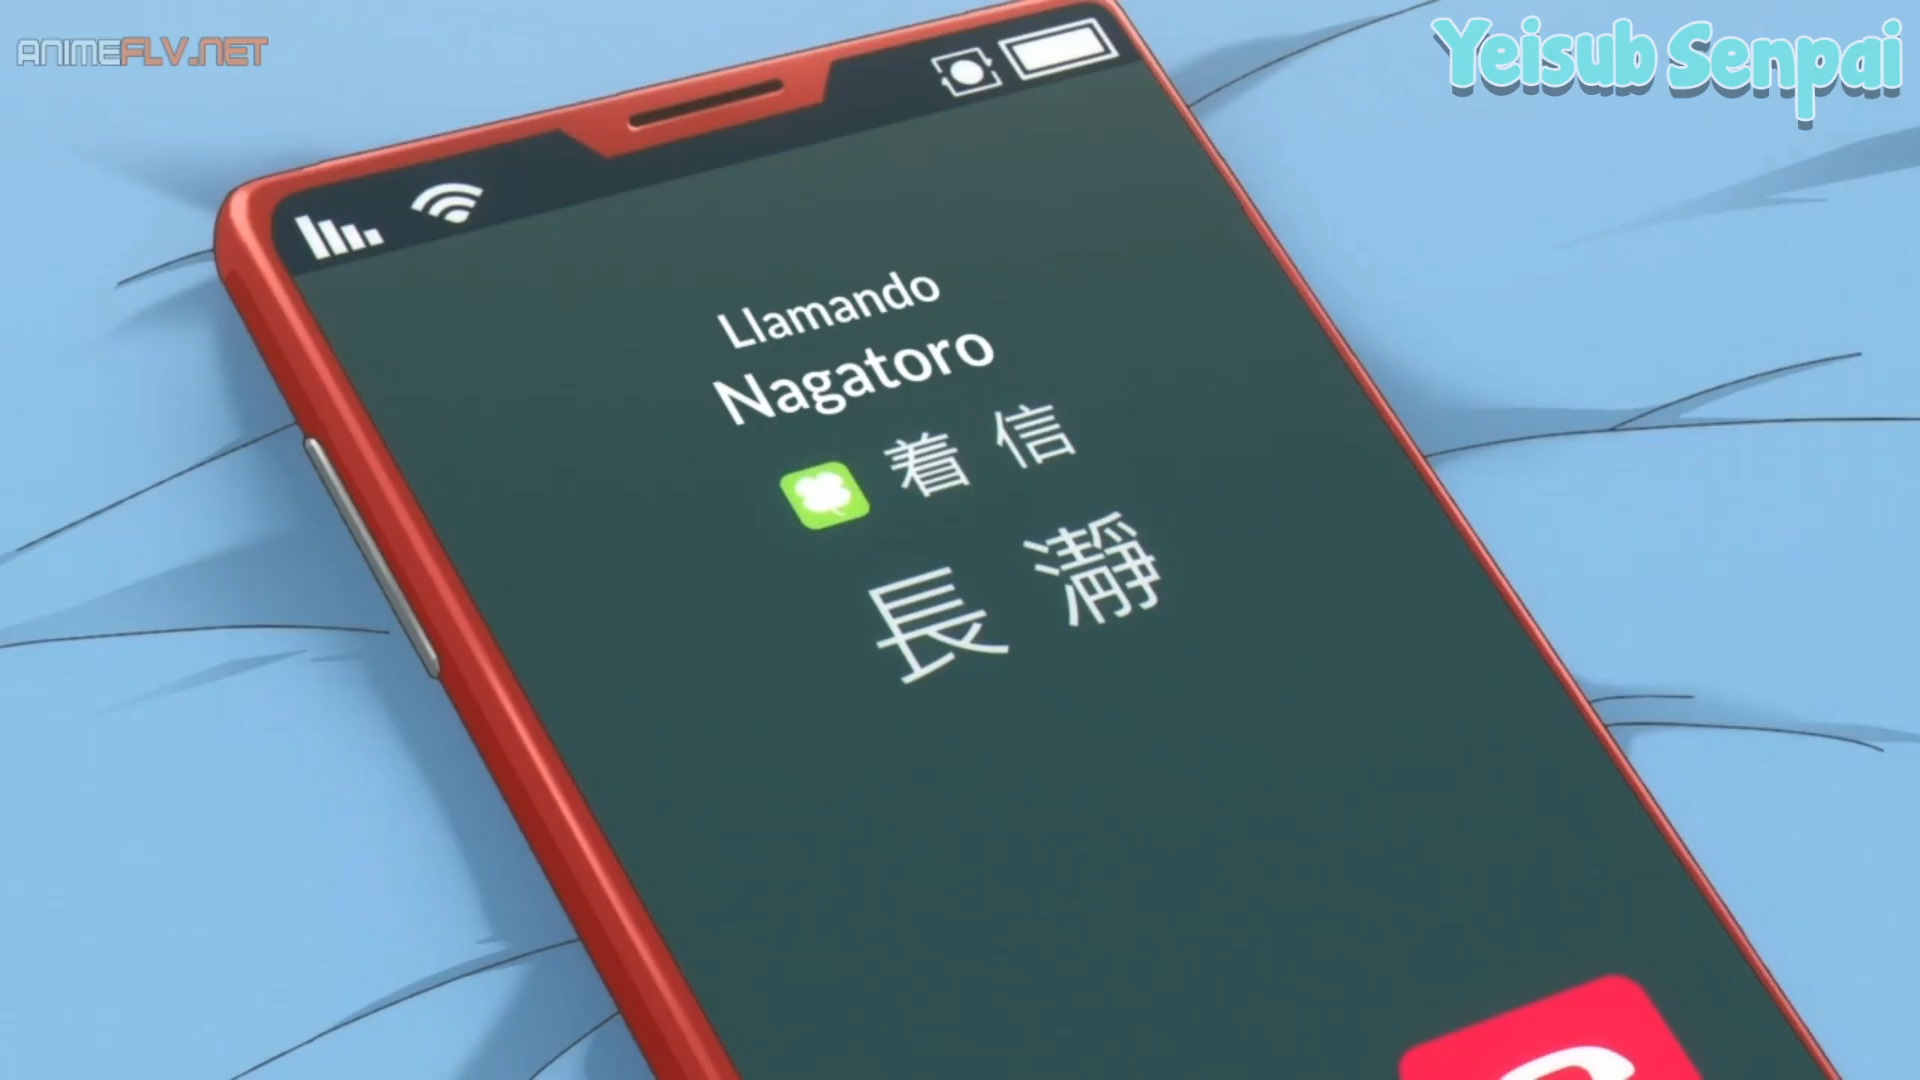 ANIMEFLV.NET
Yeisub Senpai
Llamando
Nagatoro
着信
長瀞